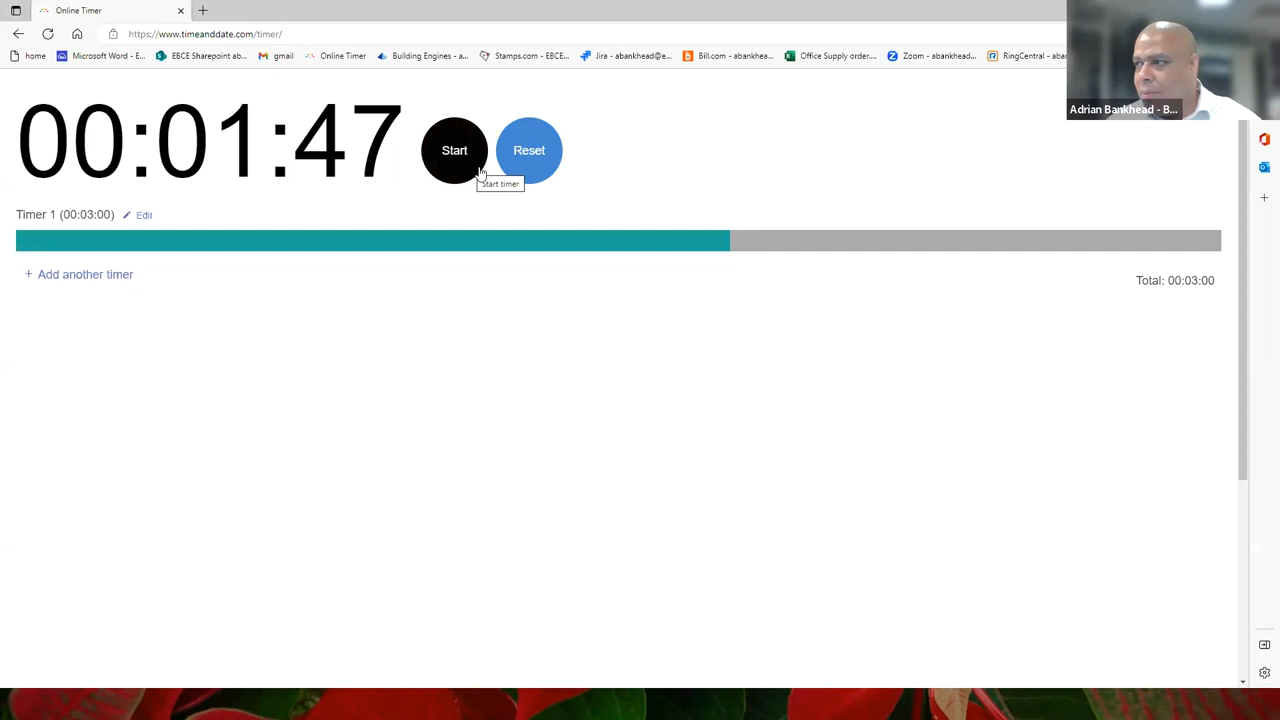 Online Timer
https://www.timeanddate.com/timer/
home
Microsoft Word - E...
EBCE Sharepoint ab...
gmail
Online Timer
Building Engines - a...
Stamps.com - EBCE...
Jira - abankhead@e...
Bill.com - abankhea...
Office Supply order....
Zoom - abankhead...
RingCentral - aban
Adrian Bankhead - B...
00:01:47
Start
Reset
Start timer
Timer 1 (00:03:00)
Edit
+ Add another timer
Total: 00:03:00